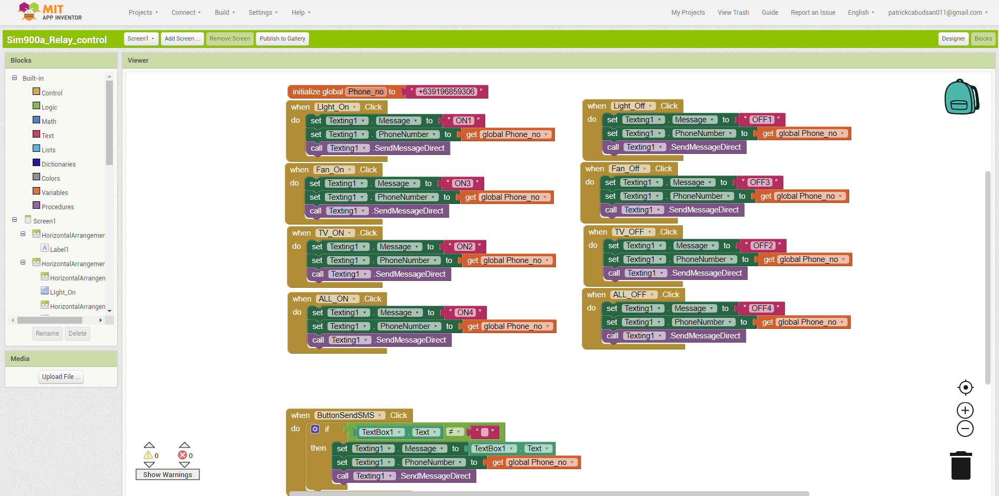 MIT
APP INVENTOR
Projects Connect Build Settings Help My Projects View Trash Guide Report an Issue English patrickcabudsan011@gmail.com
Sim900a_Relay_control Screen1 Add Screen ... Remove Screen Publish to Gallery Designer Blocks
Blocks
Built-in
Control
Logic
Math
Text
Lists
Dictionaries
Colors
Variables
Procedures
Screen1
HorizontalArrangemen
A Label1
HorizontalArrangemen
HorizontalArrangen
LIght_On
HorizontalArrangen
Rename Delete
Media
Upload File ...
Viewer
initialize global Phone_no to “ +639196859306 ”
when LIght_On .Click
do set Texting1 . Message to “ ON1 ”
set Texting1 . PhoneNumber to get global Phone_no
call Texting1 .SendMessageDirect
when Fan_On .Click
do set Texting1 . Message to “ ON3 ”
set Texting1 . PhoneNumber to get global Phone_no
call Texting1 .SendMessageDirect
when TV_ON .Click
do set Texting1 . Message to “ ON2 ”
set Texting1 . PhoneNumber to get global Phone_no
call Texting1 .SendMessageDirect
when ALL_ON .Click
do set Texting1 . Message to “ ON4 ”
set Texting1 . PhoneNumber to get global Phone_no
call Texting1 .SendMessageDirect
when Light_Off .Click
do set Texting1 . Message to “ OFF1 ”
set Texting1 . PhoneNumber to get global Phone_no
call Texting1 .SendMessageDirect
when Fan_Off .Click
do set Texting1 . Message to “ OFF3 ”
set Texting1 . PhoneNumber to get global Phone_no
call Texting1 .SendMessageDirect
when TV_OFF .Click
do set Texting1 . Message to “ OFF2 ”
set Texting1 . PhoneNumber to get global Phone_no
call Texting1 .SendMessageDirect
when ALL_OFF .Click
do set Texting1 . Message to “ OFF4 ”
set Texting1 . PhoneNumber to get global Phone_no
call Texting1 .SendMessageDirect
when ButtonSendSMS .Click
do if TextBox1 . Text ≠ “ ”
then set Texting1 . Message to TextBox1 . Text
set Texting1 . PhoneNumber to get global Phone_no
call Texting1 .SendMessageDirect
0 0
Show Warnings